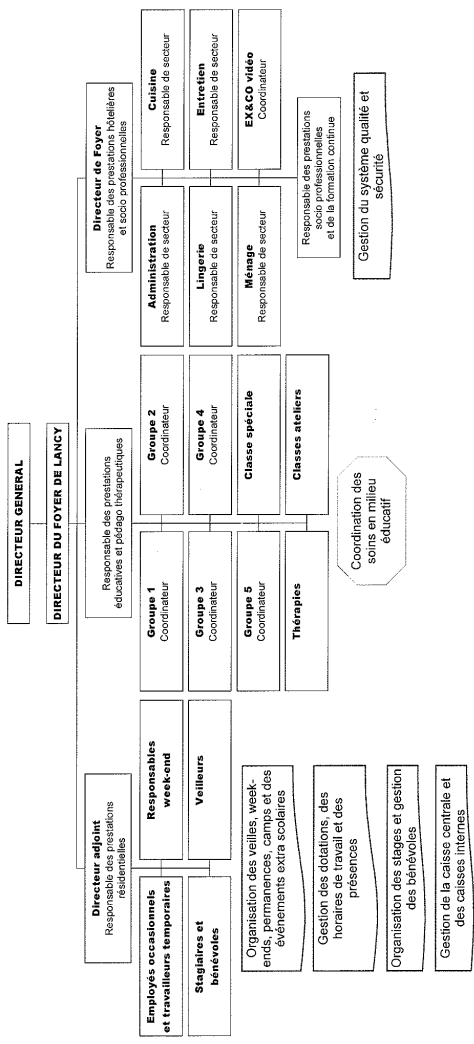 DIRECTEUR GENERAL
DIRECTEUR DU FOYER DE LANCY
Directeur adjoint
Responsable des prestations
résidentielles
Employés occasionnels
et travailleurs temporaires
Responsables
week-end
Stagiaires et
bénévoles
Veilleurs
Organisation des veilles, week-
ends, permanences, camps et des
événements extra scolaires
Gestion des dotations, des
horaires de travail et des
présences
Organisation des stages et gestion
des bénévoles
Gestion de la caisse centrale et
des caisses internes
Responsable des prestations
éducatives et pédago thérapeutiques
Groupe 1
Coordinateur
Groupe 2
Coordinateur
Groupe 3
Coordinateur
Groupe 4
Coordinateur
Groupe 5
Coordinateur
Classe spéciale
Thérapies
Classes ateliers
Coordination des
soins en milieu
éducatif
Directeur de Foyer
Responsable des prestations hôtelières
et socio professionnelles
Administration
Responsable de secteur
Cuisine
Responsable de secteur
Lingerie
Responsable de secteur
Entretien
Responsable de secteur
Ménage
Responsable de secteur
EX&CO vidéo
Coordinateur
Responsable des prestations
socio professionnelles
et de la formation continue
Gestion du système qualité et
sécurité